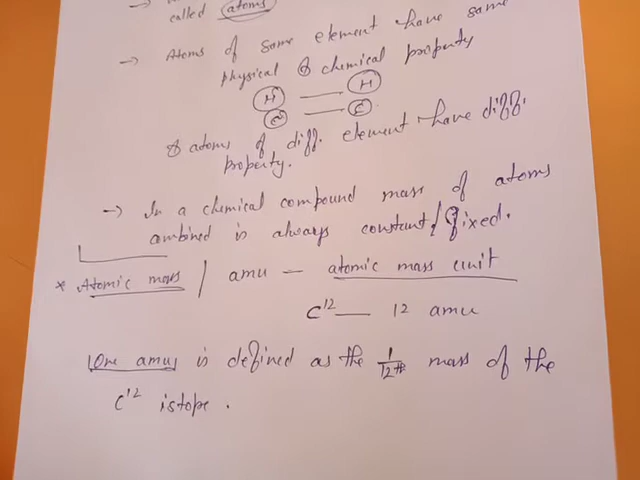 called atoms
→ Atoms of same element have same
physical & chemical property
H — H
C — C
& atoms of diff. element have diff.
property.
→ In a chemical compound mass of atoms
ambined is always constant / fixed.
* Atomic mass / amu — atomic mass unit
C¹² — 12 amu
One amu is defined as the 1/12th mass of the
C¹² istope.